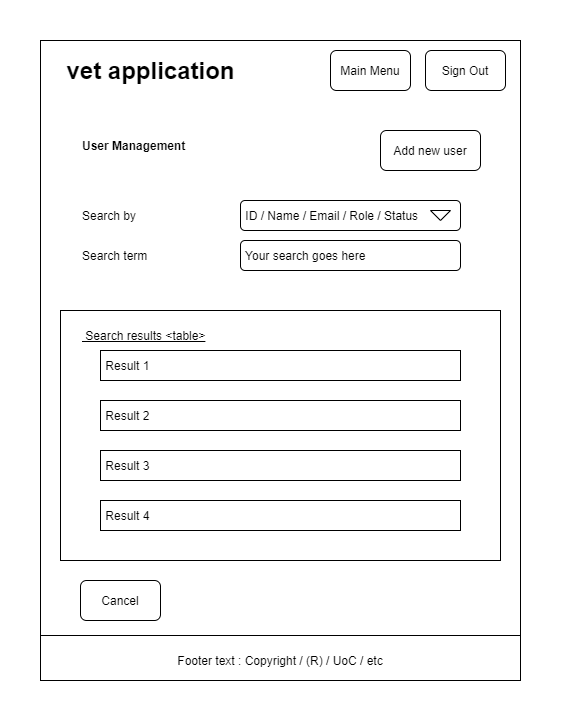 vet application
Main Menu
Sign Out
User Management
Add new user
Search by
ID / Name / Email / Role / Status
Search term
Your search goes here
Search results <table>
Result 1
Result 2
Result 3
Result 4
Cancel
Footer text : Copyright / (R) / UoC / etc